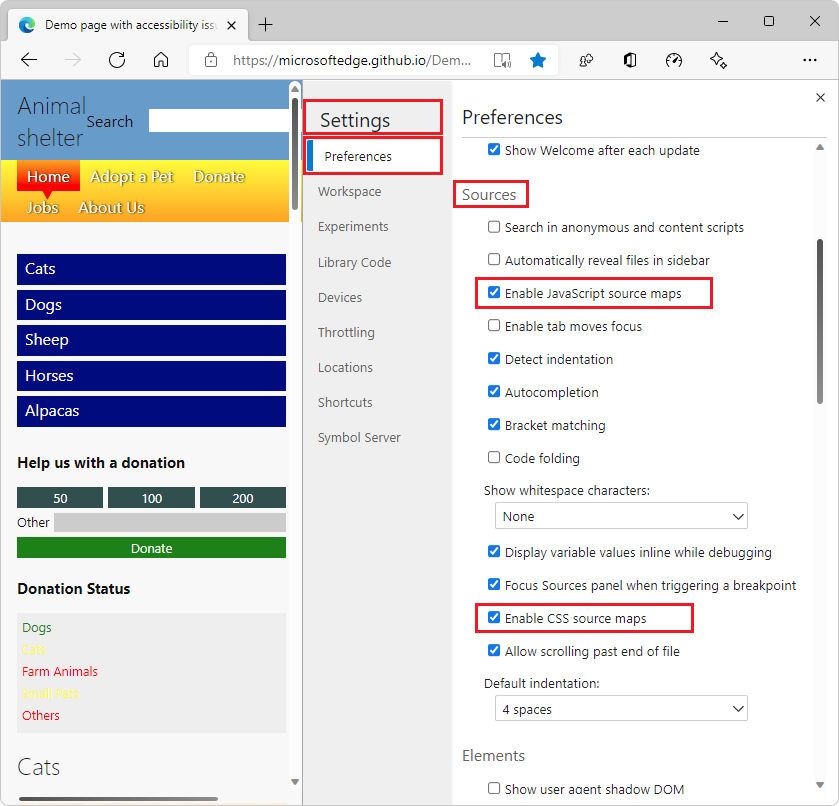 Demo page with accessibility issu
https://microsoftedge.github.io/Dem...
Animal
shelter
Search
Home
Adopt a Pet
Donate
Jobs
About Us
Cats
Dogs
Sheep
Horses
Alpacas
Help us with a donation
50
100
200
Other
Donate
Donation Status
Dogs
Cats
Farm Animals
Small Pets
Others
Cats
Settings
Preferences
Workspace
Experiments
Library Code
Devices
Throttling
Locations
Shortcuts
Symbol Server
Preferences
Show Welcome after each update
Sources
Search in anonymous and content scripts
Automatically reveal files in sidebar
Enable JavaScript source maps
Enable tab moves focus
Detect indentation
Autocompletion
Bracket matching
Code folding
Show whitespace characters:
None
Display variable values inline while debugging
Focus Sources panel when triggering a breakpoint
Enable CSS source maps
Allow scrolling past end of file
Default indentation:
4 spaces
Elements
Show user agent shadow DOM